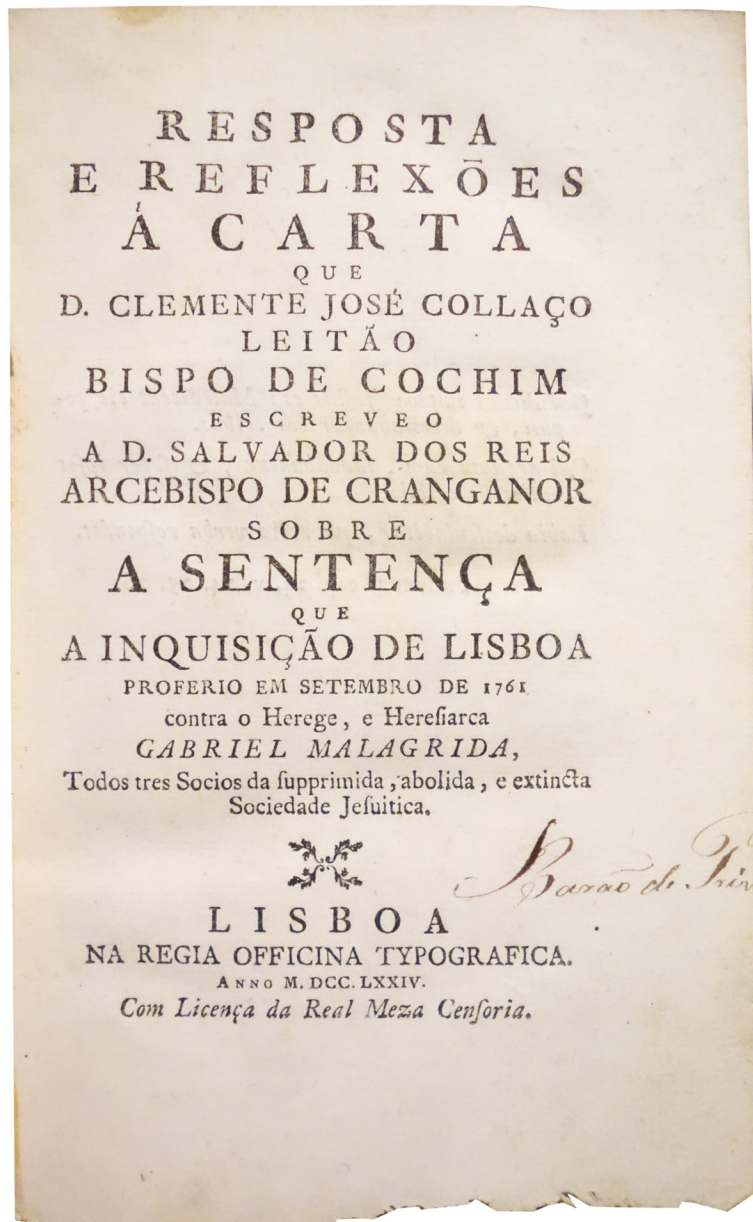 RESPOSTA
E REFLEXÕES
Á CARTA
QUE
D. CLEMENTE JOSÉ COLLAÇO
LEITÃO
BISPO DE COCHIM
ESCREVEO
A D. SALVADOR DOS REIS
ARCEBISPO DE CRANGANOR
SOBRE
A SENTENÇA
QUE
A INQUISIÇÃO DE LISBOA
PROFERIO EM SETEMBRO DE 1761
contra o Herege, e Hereſiarca
GABRIEL MALAGRIDA,
Todos tres Socios da ſupprimida, abolida, e extincta
Sociedade Jeſuitica.
Barão de
LISBOA
NA REGIA OFFICINA TYPOGRAFICA.
ANNO M. DCC. LXXIV.
Com Licença da Real Meza Cenſoria.